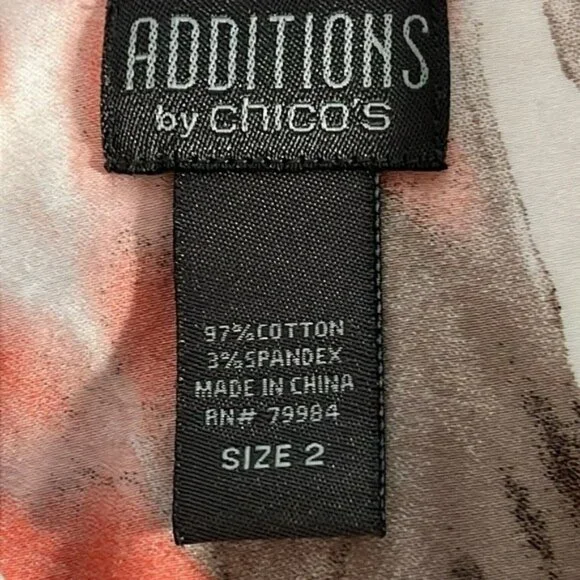 ADDITIONS
by chico's
97%COTTON
3%SPANDEX
MADE IN CHINA
RN# 79984
SIZE 2